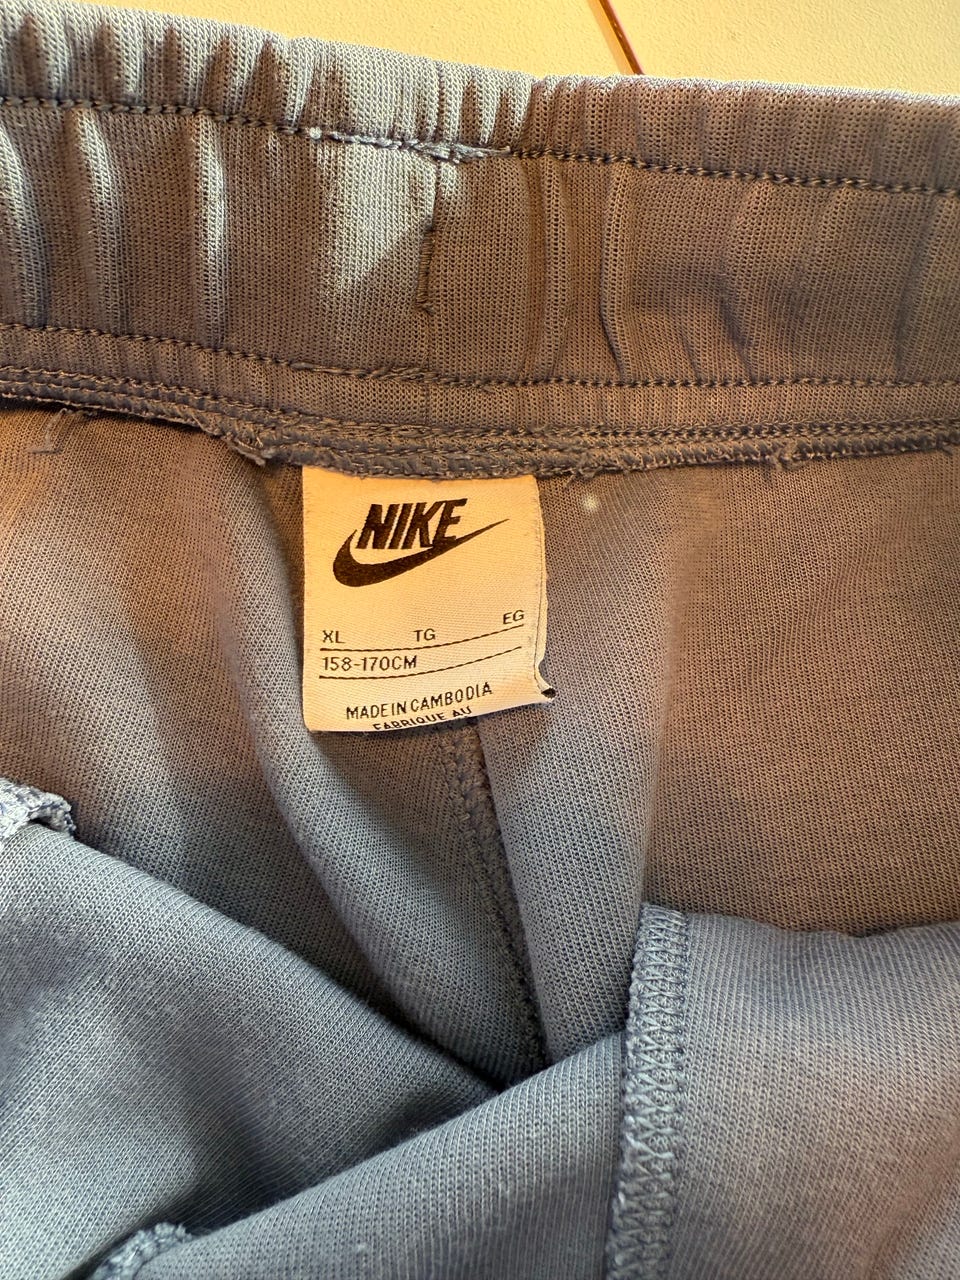 NIKE
XL TG EG
158-170CM
MADE IN CAMBODIA
FABRIQUE AU